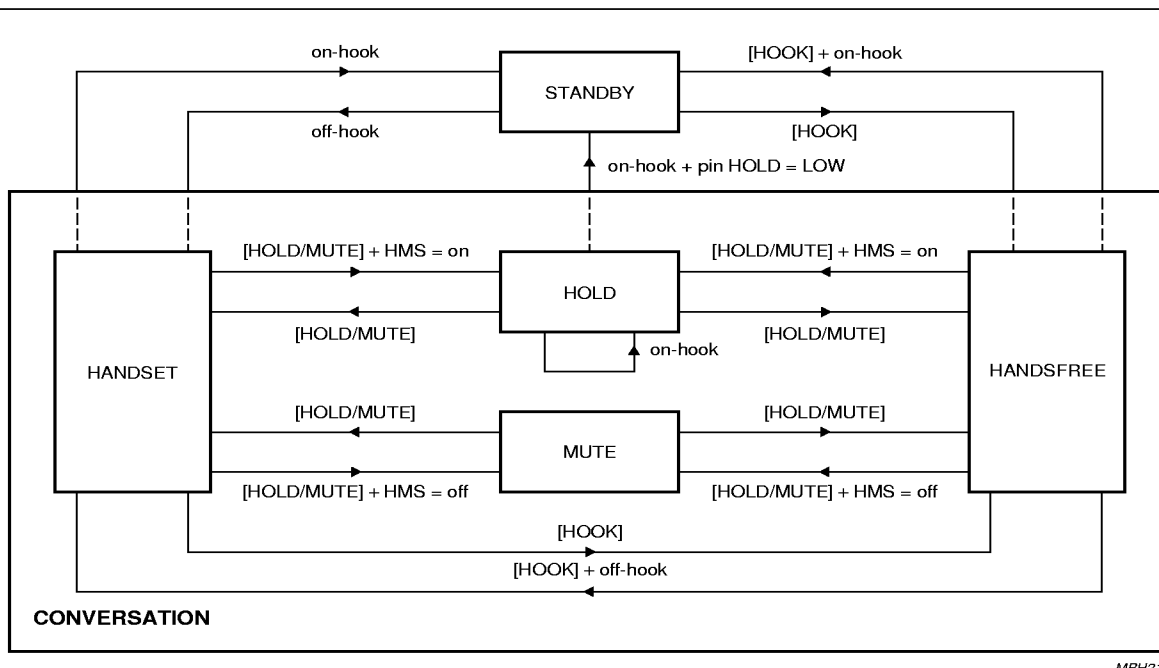 on-hook
[HOOK] + on-hook
STANDBY
off-hook
[HOOK]
on-hook + pin HOLD = LOW
[HOLD/MUTE] + HMS = on
[HOLD/MUTE] + HMS = on
HOLD
[HOLD/MUTE]
[HOLD/MUTE]
on-hook
HANDSET
HANDSFREE
[HOLD/MUTE]
[HOLD/MUTE]
MUTE
[HOLD/MUTE] + HMS = off
[HOLD/MUTE] + HMS = off
[HOOK]
[HOOK] + off-hook
CONVERSATION